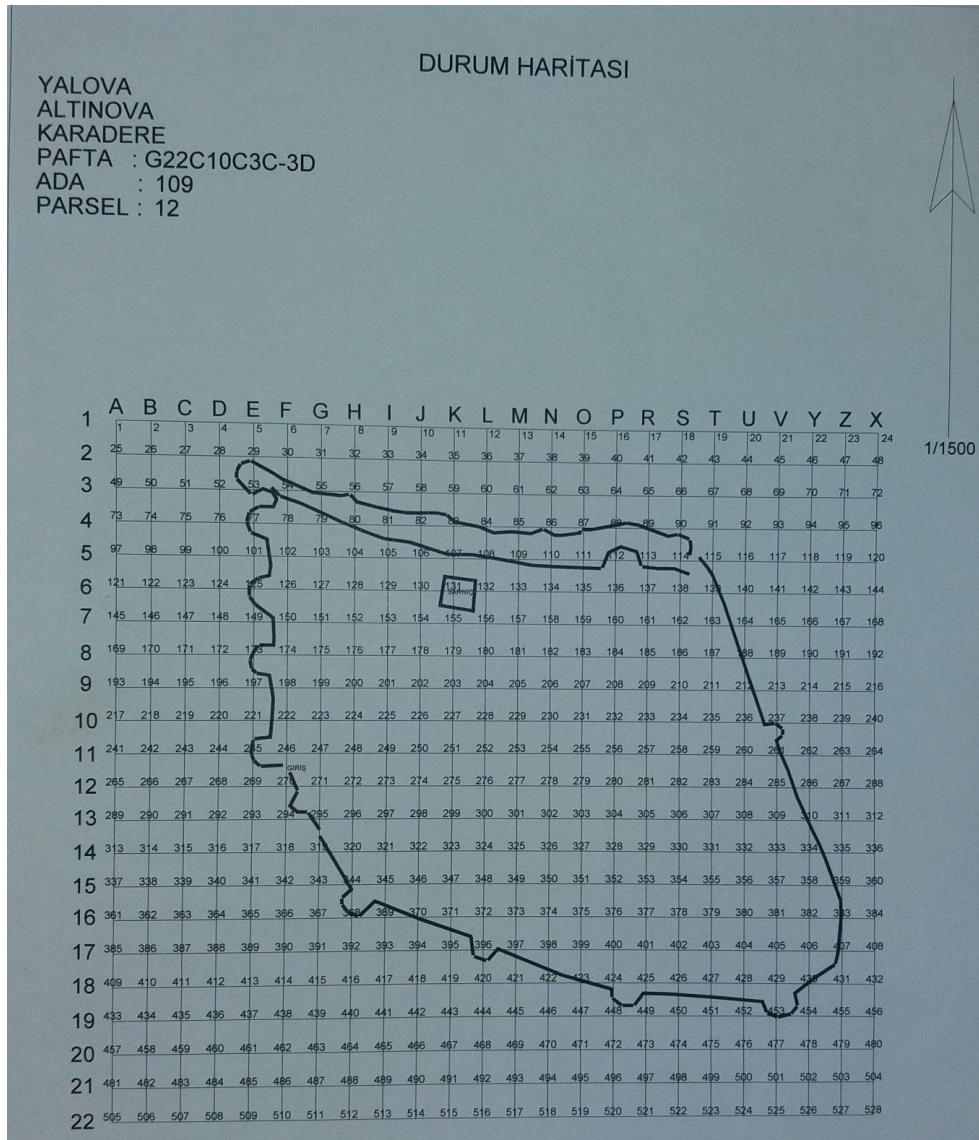 DURUM HARİTASI
YALOVA
ALTINOVA
KARADERE
PAFTA : G22C10C3C-3D
ADA : 109
PARSEL : 12
1/1500
A B C D E F G H I J K L M N O P R S T U V Y Z X
1 1 2 3 4 5 6 7 8 9 10 11 12 13 14 15 16 17 18 19 20 21 22 23 24
2 25 26 27 28 29 30 31 32 33 34 35 36 37 38 39 40 41 42 43 44 45 46 47 48
3 49 50 51 52 53 54 55 56 57 58 59 60 61 62 63 64 65 66 67 68 69 70 71 72
4 73 74 75 76 77 78 79 80 81 82 83 84 85 86 87 88 89 90 91 92 93 94 95 96
5 97 98 99 100 101 102 103 104 105 106 107 108 109 110 111 112 113 114 115 116 117 118 119 120
6 121 122 123 124 125 126 127 128 129 130 131 132 133 134 135 136 137 138 139 140 141 142 143 144
SARNIÇ
7 145 146 147 148 149 150 151 152 153 154 155 156 157 158 159 160 161 162 163 164 165 166 167 168
8 169 170 171 172 173 174 175 176 177 178 179 180 181 182 183 184 185 186 187 188 189 190 191 192
9 193 194 195 196 197 198 199 200 201 202 203 204 205 206 207 208 209 210 211 212 213 214 215 216
10 217 218 219 220 221 222 223 224 225 226 227 228 229 230 231 232 233 234 235 236 237 238 239 240
11 241 242 243 244 245 246 247 248 249 250 251 252 253 254 255 256 257 258 259 260 261 262 263 264
GİRİŞ
12 265 266 267 268 269 270 271 272 273 274 275 276 277 278 279 280 281 282 283 284 285 286 287 288
13 289 290 291 292 293 294 295 296 297 298 299 300 301 302 303 304 305 306 307 308 309 310 311 312
14 313 314 315 316 317 318 319 320 321 322 323 324 325 326 327 328 329 330 331 332 333 334 335 336
15 337 338 339 340 341 342 343 344 345 346 347 348 349 350 351 352 353 354 355 356 357 358 359 360
16 361 362 363 364 365 366 367 368 369 370 371 372 373 374 375 376 377 378 379 380 381 382 383 384
17 385 386 387 388 389 390 391 392 393 394 395 396 397 398 399 400 401 402 403 404 405 406 407 408
18 409 410 411 412 413 414 415 416 417 418 419 420 421 422 423 424 425 426 427 428 429 430 431 432
19 433 434 435 436 437 438 439 440 441 442 443 444 445 446 447 448 449 450 451 452 453 454 455 456
20 457 458 459 460 461 462 463 464 465 466 467 468 469 470 471 472 473 474 475 476 477 478 479 480
21 481 482 483 484 485 486 487 488 489 490 491 492 493 494 495 496 497 498 499 500 501 502 503 504
22 505 506 507 508 509 510 511 512 513 514 515 516 517 518 519 520 521 522 523 524 525 526 527 528